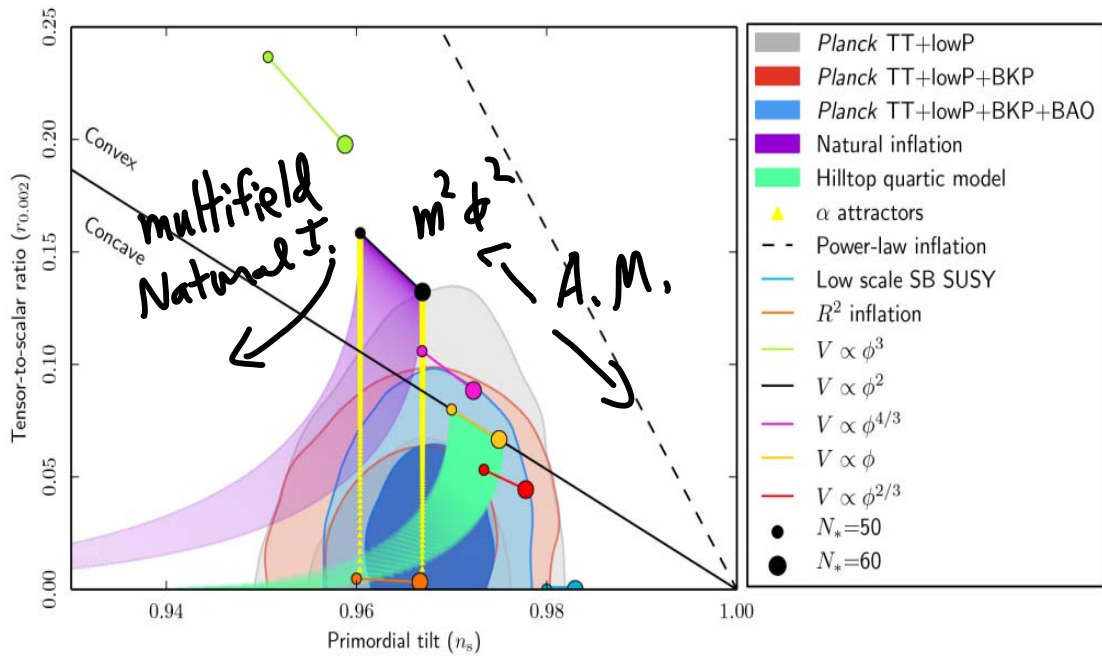 0.25
0.20
0.15
0.10
0.05
0.00
Tensor-to-scalar ratio (r₀.₀₀₂)
Convex
Concave
multifield
Natural I.
m²ϕ²
A. M.
0.94
0.96
0.98
1.00
Primordial tilt (nₛ)
Planck TT+lowP
Planck TT+lowP+BKP
Planck TT+lowP+BKP+BAO
Natural inflation
Hilltop quartic model
α attractors
Power-law inflation
Low scale SB SUSY
R² inflation
V ∝ ϕ³
V ∝ ϕ²
V ∝ ϕ⁴/³
V ∝ ϕ
V ∝ ϕ²/³
N*=50
N*=60